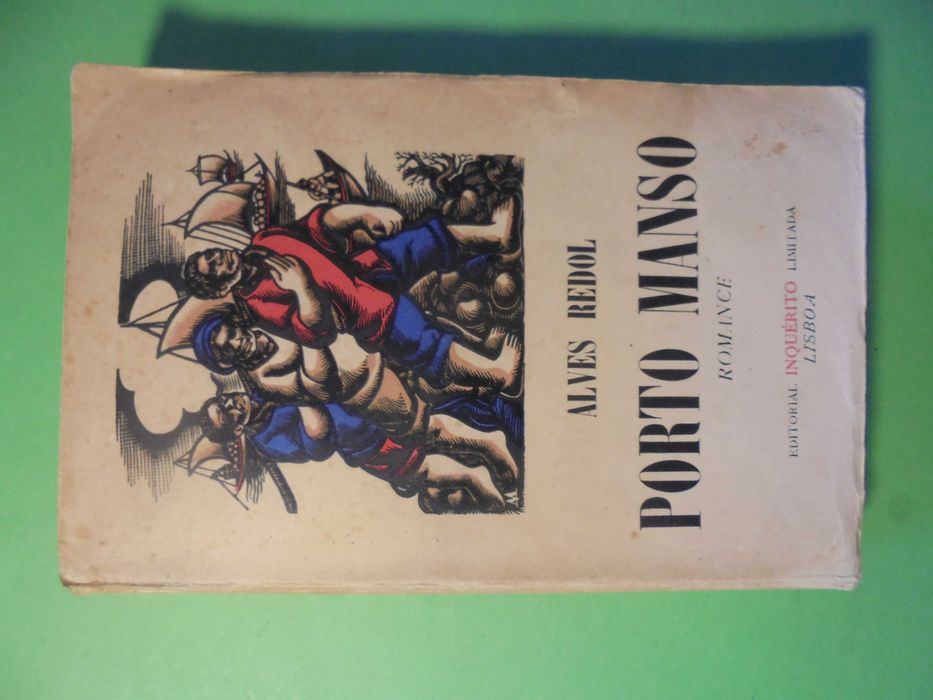 ALVES REDOL
PORTO MANSO
ROMANCE
EDITORIAL INQUÉRITO LIMITADA
LISBOA